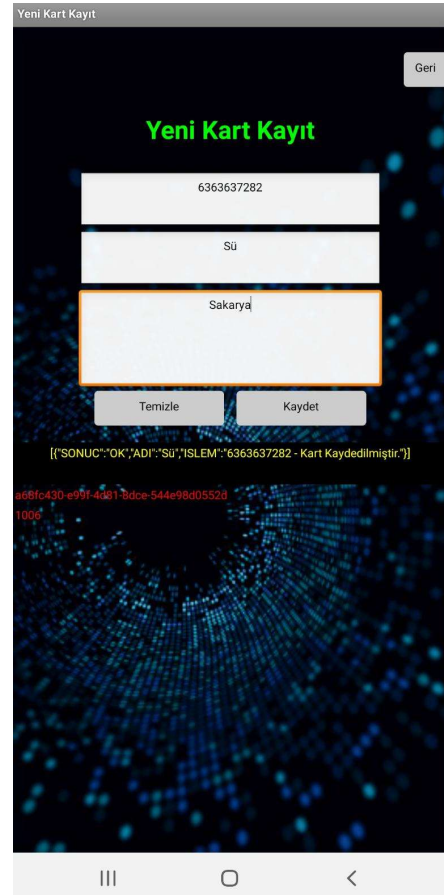 Yeni Kart Kayıt
Geri
Yeni Kart Kayıt
6363637282
Sü
Sakarya
Temizle
Kaydet
[{"SONUC":"OK","ADI":"Sü","ISLEM":"6363637282 - Kart Kaydedilmiştir."}]
a68fc430-e99f-4d81-8dce-544e98d0552d
1006